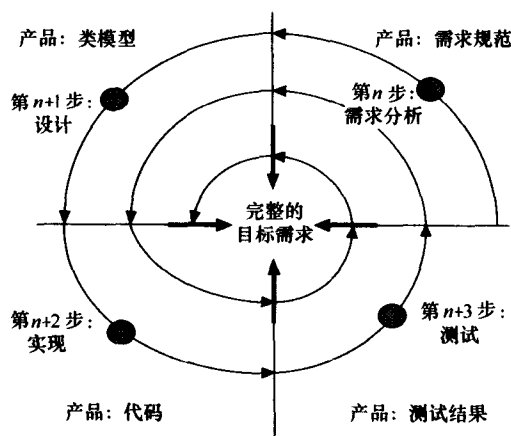 产品：类模型
产品：需求规范
第n+1步：
设计
第n步：
需求分析
完整的
目标需求
第n+2步：
实现
第n+3步：
测试
产品：代码
产品：测试结果